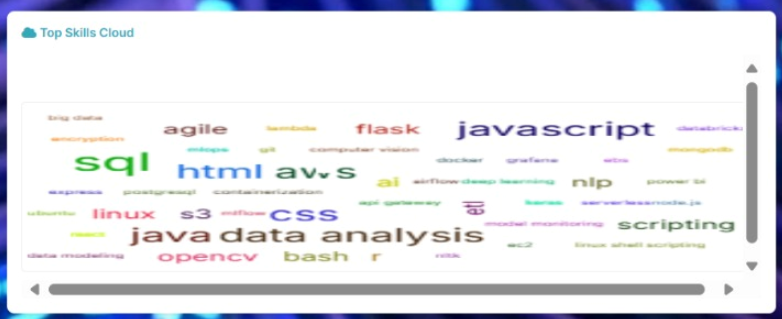 Top Skills Cloud
big data
agile lambda flask javascript databricks
encryption
mlops git computer vision mongodb
sql html aws docker grafana ebs
ai airflow deep learning nlp power bi
express postgresql containerization
api gateway etl keras serverless node.js
ubuntu linux s3 mlflow css
model monitoring scripting
react java data analysis
ec2 linux shell scripting
data modeling opencv bash r nltk